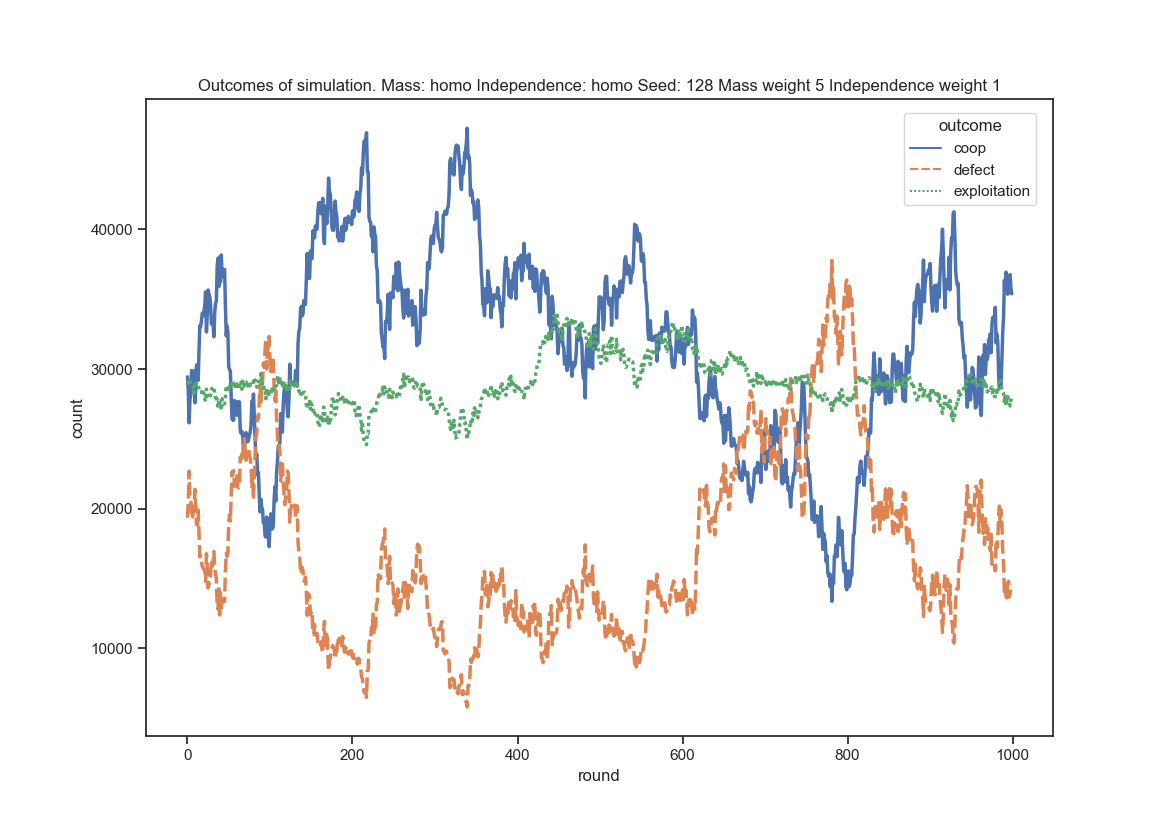 Outcomes of simulation. Mass: homo Independence: homo Seed: 128 Mass weight 5 Independence weight 1
outcome
coop
defect
exploitation
count
40000
30000
20000
10000
0
200
400
600
800
1000
round